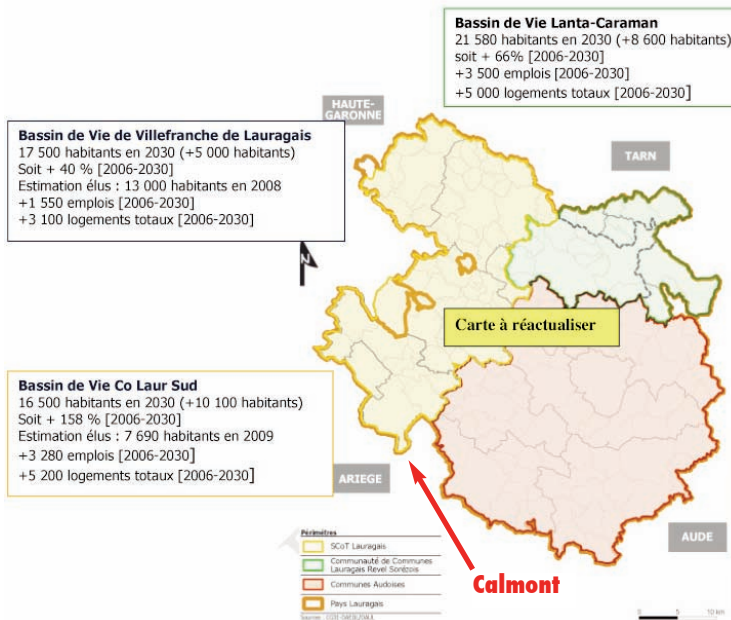 Bassin de Vie Lanta-Caraman
21 580 habitants en 2030 (+8 600 habitants)
soit + 66% [2006-2030]
+3 500 emplois [2006-2030]
+5 000 logements totaux [2006-2030]
HAUTE-
GARONNE
Bassin de Vie de Villefranche de Lauragais
17 500 habitants en 2030 (+5 000 habitants)
Soit + 40 % [2006-2030]
Estimation élus : 13 000 habitants en 2008
+1 550 emplois [2006-2030]
+3 100 logements totaux [2006-2030]
TARN
N
Carte à réactualiser
Bassin de Vie Co Laur Sud
16 500 habitants en 2030 (+10 100 habitants)
Soit + 158 % [2006-2030]
Estimation élus : 7 690 habitants en 2009
+3 280 emplois [2006-2030]
+5 200 logements totaux [2006-2030]
ARIEGE
AUDE
Calmont
Périmètres
SCoT Lauragais
Communauté de Communes
Lauragais Revel Sorézois
Communes Audoises
Pays Lauragais
0 5 10 km